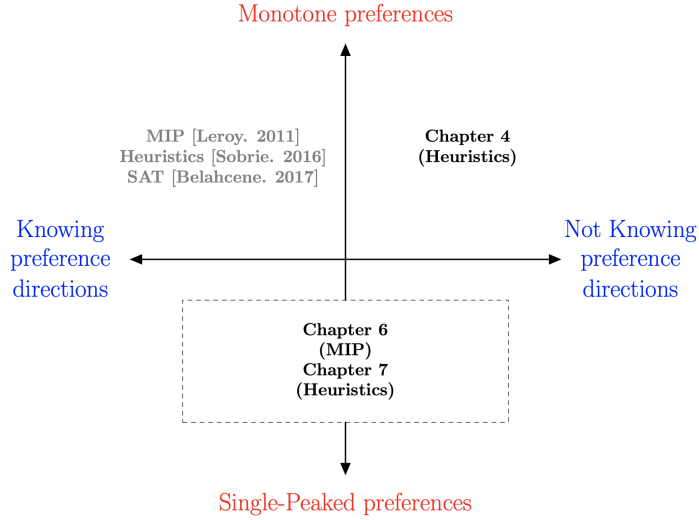 Monotone preferences
MIP [Leroy. 2011]
Heuristics [Sobrie. 2016]
SAT [Belahcene. 2017]
Chapter 4
(Heuristics)
Knowing
preference
directions
Not Knowing
preference
directions
Chapter 6
(MIP)
Chapter 7
(Heuristics)
Single-Peaked preferences